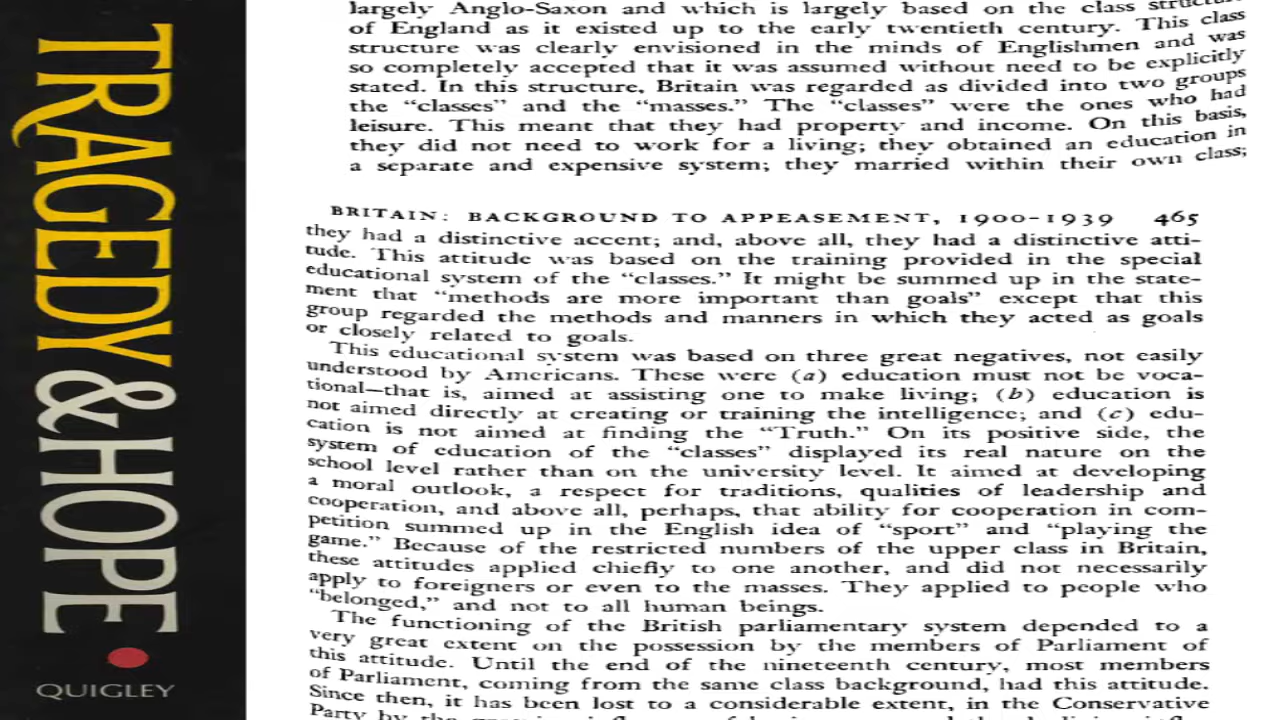 TRAGEDY & HOPE
QUIGLEY
largely Anglo-Saxon and which is largely based on the class structure
of England as it existed up to the early twentieth century. This class
structure was clearly envisioned in the minds of Englishmen and was
so completely accepted that it was assumed without need to be explicitly
stated. In this structure, Britain was regarded as divided into two groups
the “classes” and the “masses.” The “classes” were the ones who had
leisure. This meant that they had property and income. On this basis,
they did not need to work for a living; they obtained an education in
a separate and expensive system; they married within their own class;
BRITAIN: BACKGROUND TO APPEASEMENT, 1900-1939 465
they had a distinctive accent; and, above all, they had a distinctive atti-
tude. This attitude was based on the training provided in the special
educational system of the “classes.” It might be summed up in the state-
ment that “methods are more important than goals” except that this
group regarded the methods and manners in which they acted as goals
or closely related to goals.
This educational system was based on three great negatives, not easily
understood by Americans. These were (a) education must not be voca-
tional—that is, aimed at assisting one to make living; (b) education is
not aimed directly at creating or training the intelligence; and (c) edu-
cation is not aimed at finding the “Truth.” On its positive side, the
system of education of the “classes” displayed its real nature on the
school level rather than on the university level. It aimed at developing
a moral outlook, a respect for traditions, qualities of leadership and
cooperation, and above all, perhaps, that ability for cooperation in com-
petition summed up in the English idea of “sport” and “playing the
game.” Because of the restricted numbers of the upper class in Britain,
these attitudes applied chiefly to one another, and did not necessarily
apply to foreigners or even to the masses. They applied to people who
“belonged,” and not to all human beings.
The functioning of the British parliamentary system depended to a
very great extent on the possession by the members of Parliament of
this attitude. Until the end of the nineteenth century, most members
of Parliament, coming from the same class background, had this attitude.
Since then, it has been lost to a considerable extent, in the Conservative
Party by the